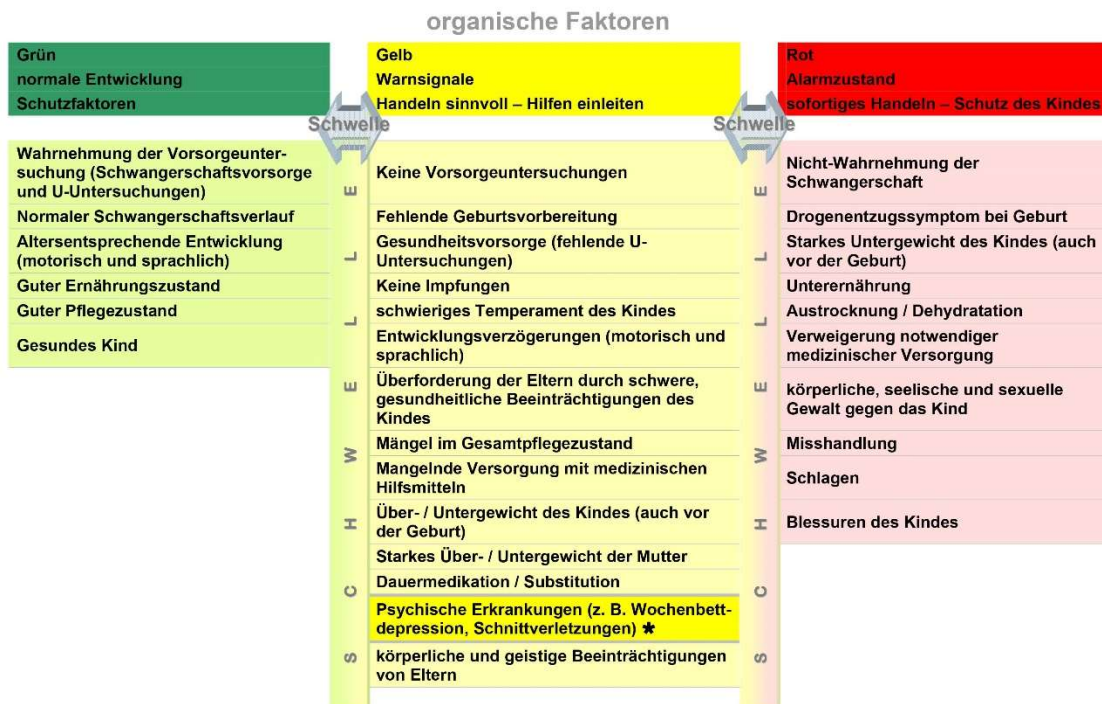 organische Faktoren
Grün
normale Entwicklung
Schutzfaktoren
Gelb
Warnsignale
Handeln sinnvoll – Hilfen einleiten
Rot
Alarmzustand
sofortiges Handeln – Schutz des Kindes
Schwelle
Schwelle
Wahrnehmung der Vorsorgeunter-
suchung (Schwangerschaftsvorsorge
und U-Untersuchungen)
Normaler Schwangerschaftsverlauf
Altersentsprechende Entwicklung
(motorisch und sprachlich)
Guter Ernährungszustand
Guter Pflegezustand
Gesundes Kind
SCHWELLE
Keine Vorsorgeuntersuchungen
Fehlende Geburtsvorbereitung
Gesundheitsvorsorge (fehlende U-
Untersuchungen)
Keine Impfungen
schwieriges Temperament des Kindes
Entwicklungsverzögerungen (motorisch und
sprachlich)
Überforderung der Eltern durch schwere,
gesundheitliche Beeinträchtigungen des
Kindes
Mängel im Gesamtpflegezustand
Mangelnde Versorgung mit medizinischen
Hilfsmitteln
Über- / Untergewicht des Kindes (auch vor
der Geburt)
Starkes Über- / Untergewicht der Mutter
Dauermedikation / Substitution
Psychische Erkrankungen (z. B. Wochenbett-
depression, Schnittverletzungen) *
körperliche und geistige Beeinträchtigungen
von Eltern
SCHWELLE
Nicht-Wahrnehmung der
Schwangerschaft
Drogenentzugssymptom bei Geburt
Starkes Untergewicht des Kindes (auch
vor der Geburt)
Unterernährung
Austrocknung / Dehydratation
Verweigerung notwendiger
medizinischer Versorgung
körperliche, seelische und sexuelle
Gewalt gegen das Kind
Misshandlung
Schlagen
Blessuren des Kindes